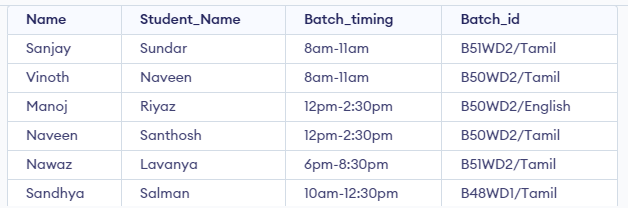 Name Student_Name Batch_timing Batch_id
Sanjay Sundar 8am-11am B51WD2/Tamil
Vinoth Naveen 8am-11am B50WD2/Tamil
Manoj Riyaz 12pm-2:30pm B50WD2/English
Naveen Santhosh 12pm-2:30pm B50WD2/Tamil
Nawaz Lavanya 6pm-8:30pm B51WD2/Tamil
Sandhya Salman 10am-12:30pm B48WD1/Tamil